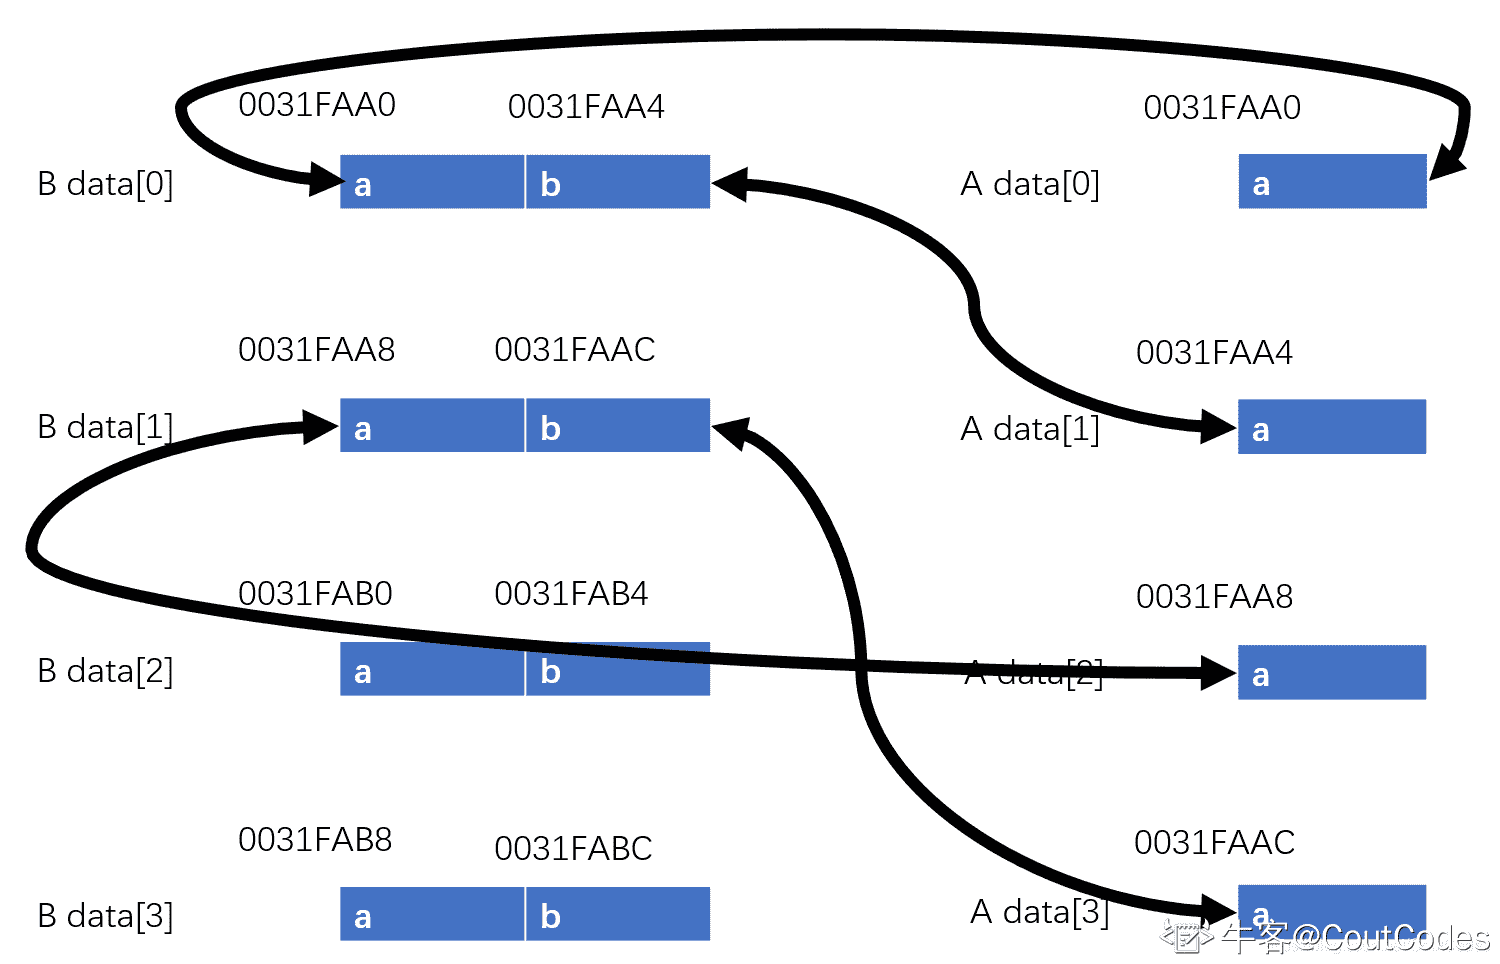 0031FAA0 0031FAA4 0031FAA0
B data[0] a b A data[0] a
0031FAA8 0031FAAC 0031FAA4
B data[1] a b A data[1] a
0031FAB0 0031FAB4 0031FAA8
B data[2] a b A data[2] a
0031FAB8 0031FABC 0031FAAC
B data[3] a b A data[3] a
牛客@CoutCodes